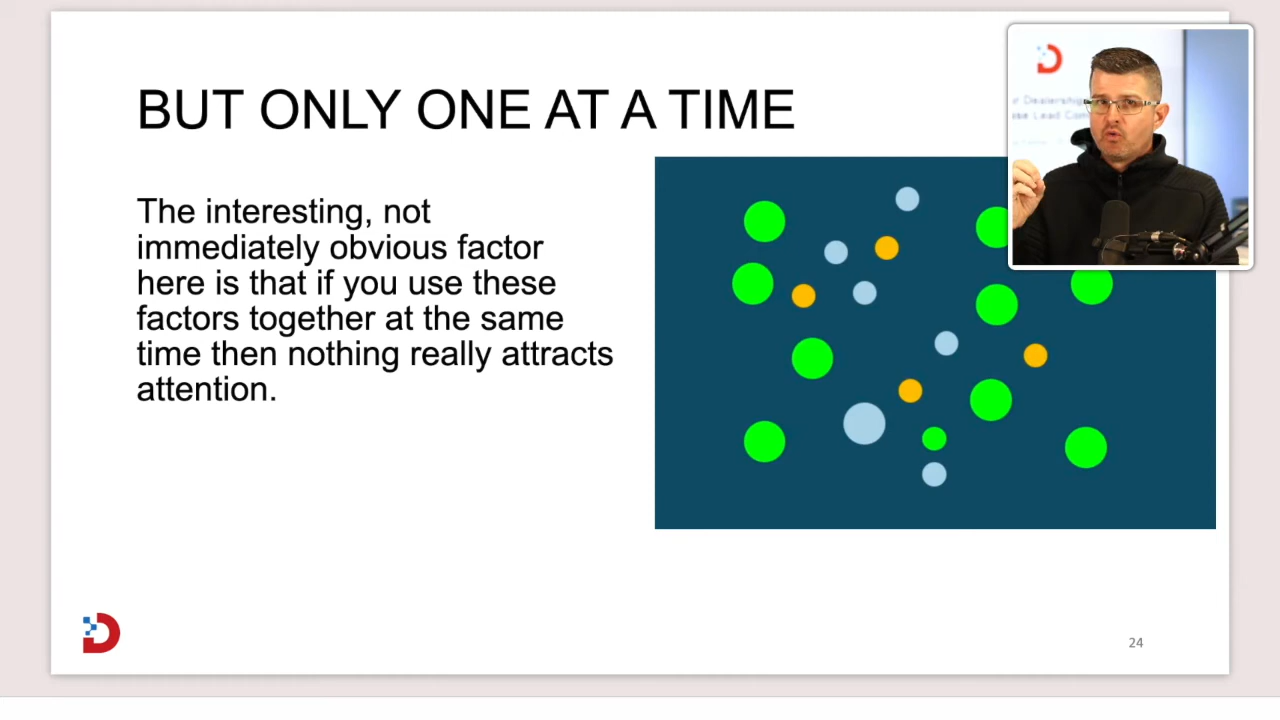 BUT ONLY ONE AT A TIME
The interesting, not
immediately obvious factor
here is that if you use these
factors together at the same
time then nothing really attracts
attention.
24